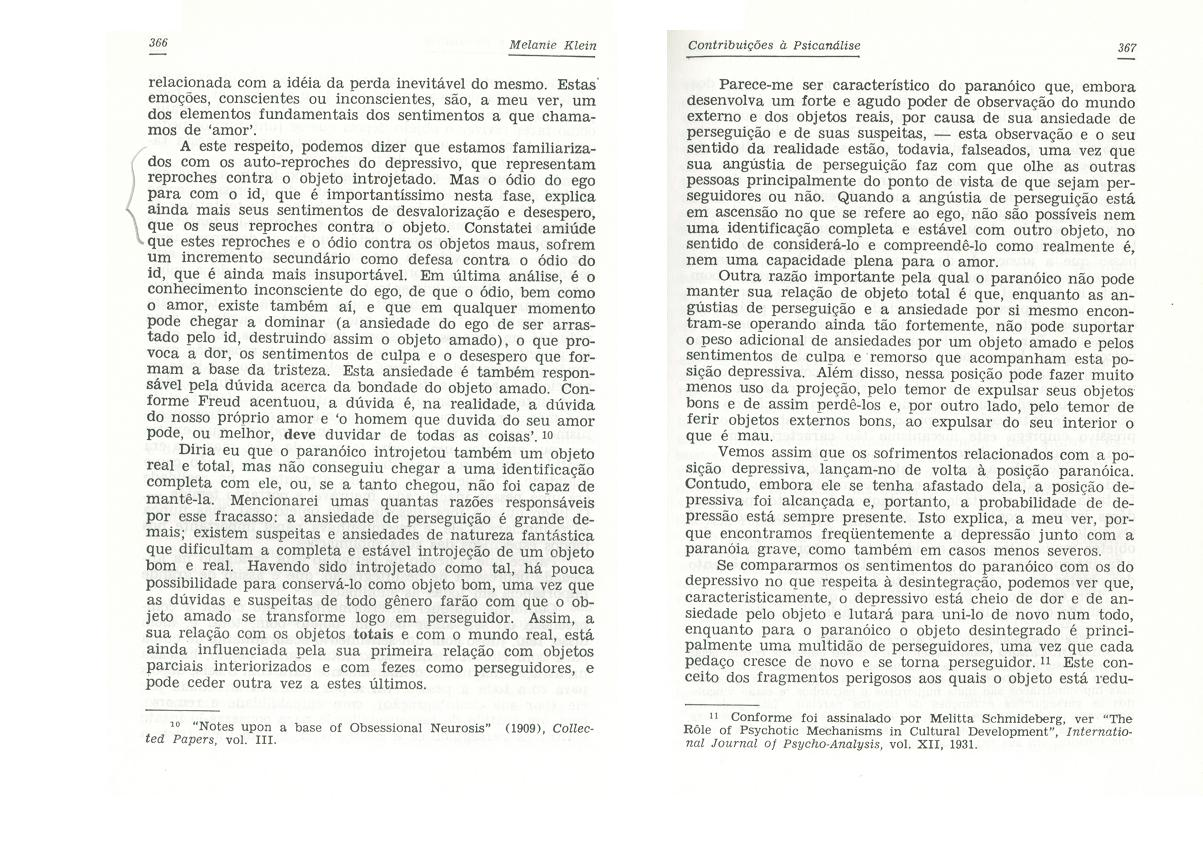 366
Melanie Klein
relacionada com a idéia da perda inevitável do mesmo. Estas
emoções, conscientes ou inconscientes, são, a meu ver, um
dos elementos fundamentais dos sentimentos a que chama-
mos de ‘amor’.
A este respeito, podemos dizer que estamos familiariza-
dos com os auto-reproches do depressivo, que representam
reproches contra o objeto introjetado. Mas o ódio do ego
para com o id, que é importantíssimo nesta fase, explica
ainda mais seus sentimentos de desvalorização e desespero,
que os seus reproches contra o objeto. Constatei amiúde
que estes reproches e o ódio contra os objetos maus, sofrem
um incremento secundário como defesa contra o ódio do
id, que é ainda mais insuportável. Em última análise, é o
conhecimento inconsciente do ego, de que o ódio, bem como
o amor, existe também aí, e que em qualquer momento
pode chegar a dominar (a ansiedade do ego de ser arras-
tado pelo id, destruindo assim o objeto amado), o que pro-
voca a dor, os sentimentos de culpa e o desespero que for-
mam a base da tristeza. Esta ansiedade é também respon-
sável pela dúvida acerca da bondade do objeto amado. Con-
forme Freud acentuou, a dúvida é, na realidade, a dúvida
do nosso próprio amor e ‘o homem que duvida do seu amor
pode, ou melhor, deve duvidar de todas as coisas’. 10
Diria eu que o paranóico introjetou também um objeto
real e total, mas não conseguiu chegar a uma identificação
completa com ele, ou, se a tanto chegou, não foi capaz de
mantê-la. Mencionarei umas quantas razões responsáveis
por esse fracasso: a ansiedade de perseguição é grande de-
mais; existem suspeitas e ansiedades de natureza fantástica
que dificultam a completa e estável introjeção de um objeto
bom e real. Havendo sido introjetado como tal, há pouca
possibilidade para conservá-lo como objeto bom, uma vez que
as dúvidas e suspeitas de todo gênero farão com que o ob-
jeto amado se transforme logo em perseguidor. Assim, a
sua relação com os objetos totais e com o mundo real, está
ainda influenciada pela sua primeira relação com objetos
parciais interiorizados e com fezes como perseguidores, e
pode ceder outra vez a estes últimos.
10 “Notes upon a base of Obsessional Neurosis” (1909), Collec-
ted Papers, vol. III.
Contribuições à Psicanálise
367
Parece-me ser característico do paranóico que, embora
desenvolva um forte e agudo poder de observação do mundo
externo e dos objetos reais, por causa de sua ansiedade de
perseguição e de suas suspeitas, — esta observação e o seu
sentido da realidade estão, todavia, falseados, uma vez que
sua angústia de perseguição faz com que olhe as outras
pessoas principalmente do ponto de vista de que sejam per-
seguidores ou não. Quando a angústia de perseguição está
em ascensão no que se refere ao ego, não são possíveis nem
uma identificação completa e estável com outro objeto, no
sentido de considerá-lo e compreendê-lo como realmente é,
nem uma capacidade plena para o amor.
Outra razão importante pela qual o paranóico não pode
manter sua relação de objeto total é que, enquanto as an-
gústias de perseguição e a ansiedade por si mesmo encon-
tram-se operando ainda tão fortemente, não pode suportar
o peso adicional de ansiedades por um objeto amado e pelos
sentimentos de culpa e remorso que acompanham esta po-
sição depressiva. Além disso, nessa posição pode fazer muito
menos uso da projeção, pelo temor de expulsar seus objetos
bons e de assim perdê-los e, por outro lado, pelo temor de
ferir objetos externos bons, ao expulsar do seu interior o
que é mau.
Vemos assim que os sofrimentos relacionados com a po-
sição depressiva, lançam-no de volta à posição paranóica.
Contudo, embora ele se tenha afastado dela, a posição de-
pressiva foi alcançada e, portanto, a probabilidade de de-
pressão está sempre presente. Isto explica, a meu ver, por-
que encontramos freqüentemente a depressão junto com a
paranóia grave, como também em casos menos severos.
Se compararmos os sentimentos do paranóico com os do
depressivo no que respeita à desintegração, podemos ver que,
caracteristicamente, o depressivo está cheio de dor e de an-
siedade pelo objeto e lutará para uni-lo de novo num todo,
enquanto para o paranóico o objeto desintegrado é princi-
palmente uma multidão de perseguidores, uma vez que cada
pedaço cresce de novo e se torna perseguidor. 11 Este con-
ceito dos fragmentos perigosos aos quais o objeto está redu-
11 Conforme foi assinalado por Melitta Schmideberg, ver “The
Rôle of Psychotic Mechanisms in Cultural Development”, Internatio-
nal Journal of Psycho-Analysis, vol. XII, 1931.